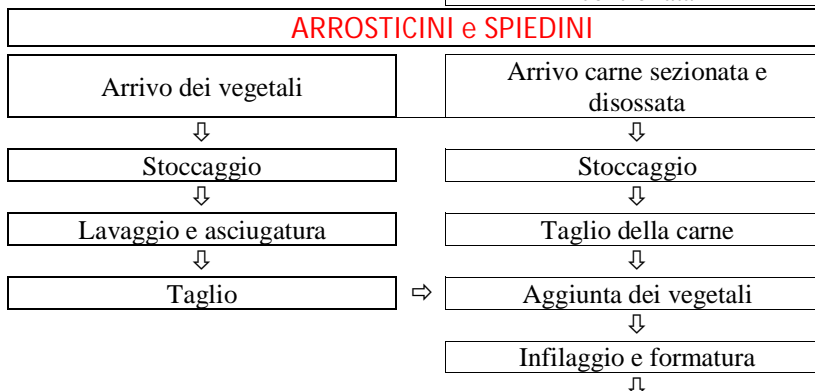 ARROSTICINI e SPIEDINI
Arrivo dei vegetali
Arrivo carne sezionata e
disossata
⇩ ⇩
Stoccaggio
Stoccaggio
⇩ ⇩
Lavaggio e asciugatura
Taglio della carne
⇩ ⇩
Taglio
⇨
Aggiunta dei vegetali
⇩
Infilaggio e formatura
⇩